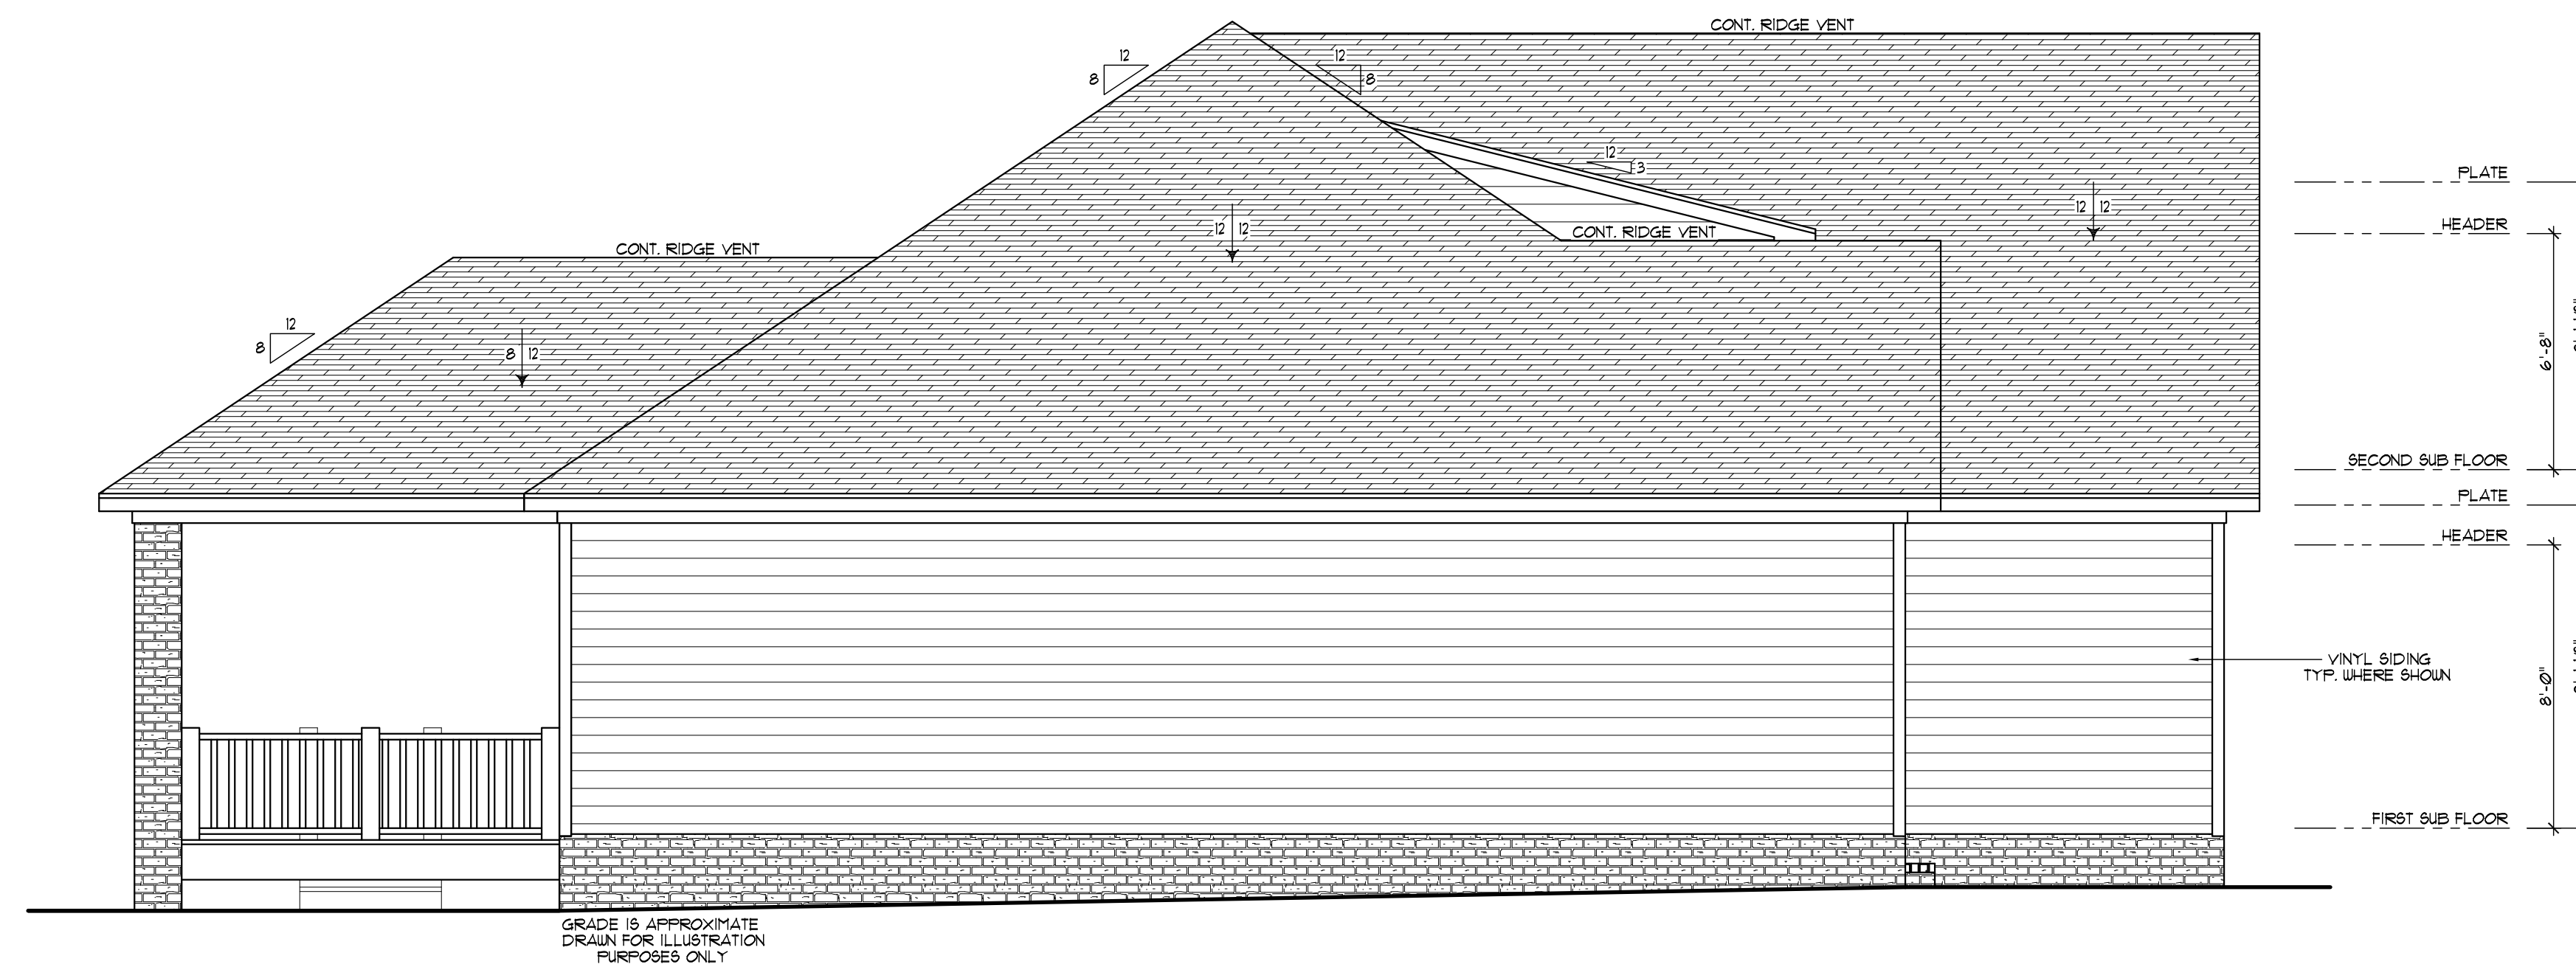 CONT. RIDGE VENT
12
8
12
8
12
3
PLATE
12 12
HEADER
12 12
CONT. RIDGE VENT
CONT. RIDGE VENT
12
8
8 12
6'-8"
SECOND SUB FLOOR
PLATE
HEADER
VINYL SIDING
TYP. WHERE SHOWN
8'-0"
FIRST SUB FLOOR
GRADE IS APPROXIMATE
DRAWN FOR ILLUSTRATION
PURPOSES ONLY